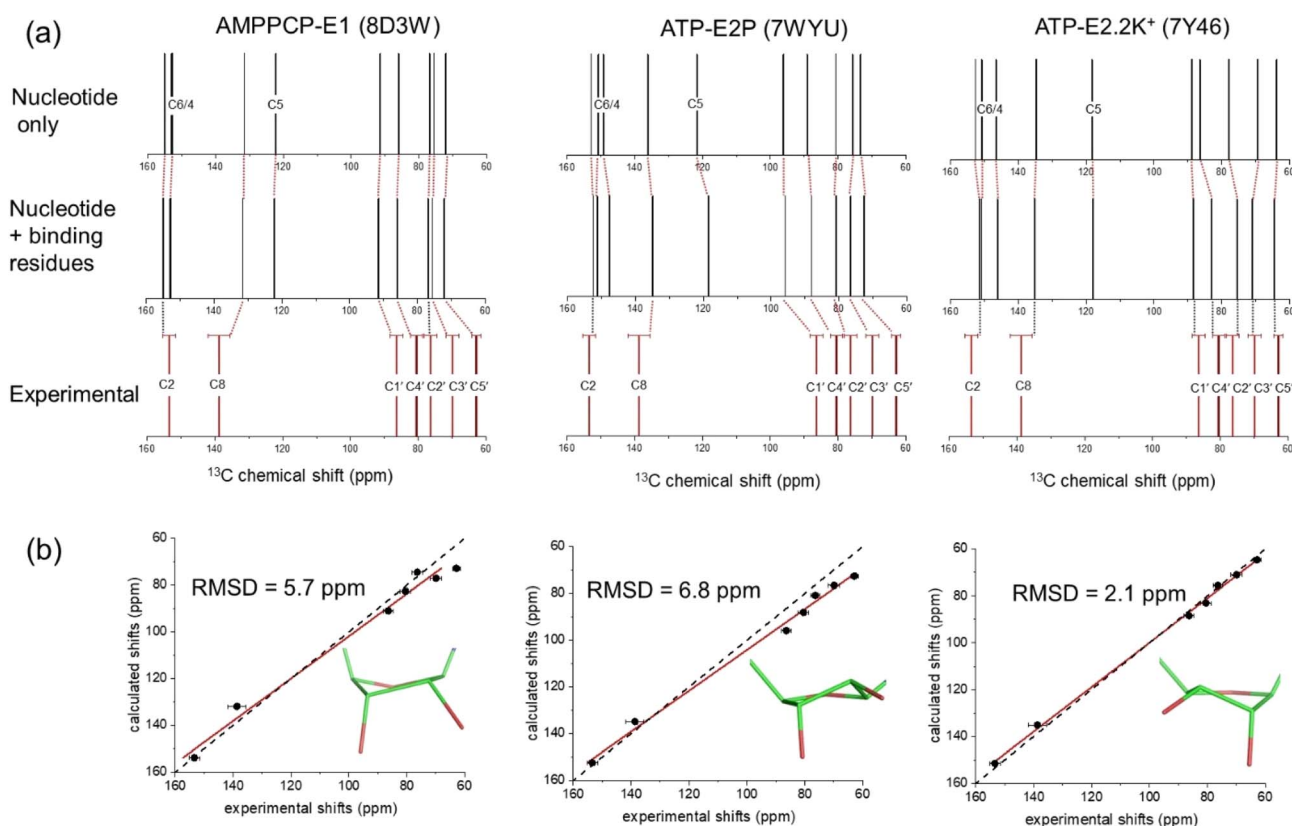 (a)
AMPPCP-E1 (8D3W)
ATP-E2P (7WYU)
ATP-E2.2K⁺ (7Y46)
Nucleotide
only
C6/4
C5
C6/4
C5
C6/4
C5
160 140 120 100 80 60
160 140 120 100 80 60
160 140 120 100 80 60
Nucleotide
+ binding
residues
160 140 120 100 80 60
160 140 120 100 80 60
160 140 120 100 80 60
Experimental
C2 C8 C1′ C4′ C2′ C3′ C5′
C2 C8 C1′ C4′ C2′ C3′ C5′
C2 C8 C1′ C4′ C2′ C3′ C5′
160 140 120 100 80 60
160 140 120 100 80 60
160 140 120 100 80 60
¹³C chemical shift (ppm)
¹³C chemical shift (ppm)
¹³C chemical shift (ppm)
(b)
calculated shifts (ppm)
60
80
100
120
140
160
RMSD = 5.7 ppm
160 140 120 100 80 60
experimental shifts (ppm)
calculated shifts (ppm)
60
80
100
120
140
160
RMSD = 6.8 ppm
160 140 120 100 80 60
experimental shifts (ppm)
calculated shifts (ppm)
60
80
100
120
140
160
RMSD = 2.1 ppm
160 140 120 100 80 60
experimental shifts (ppm)